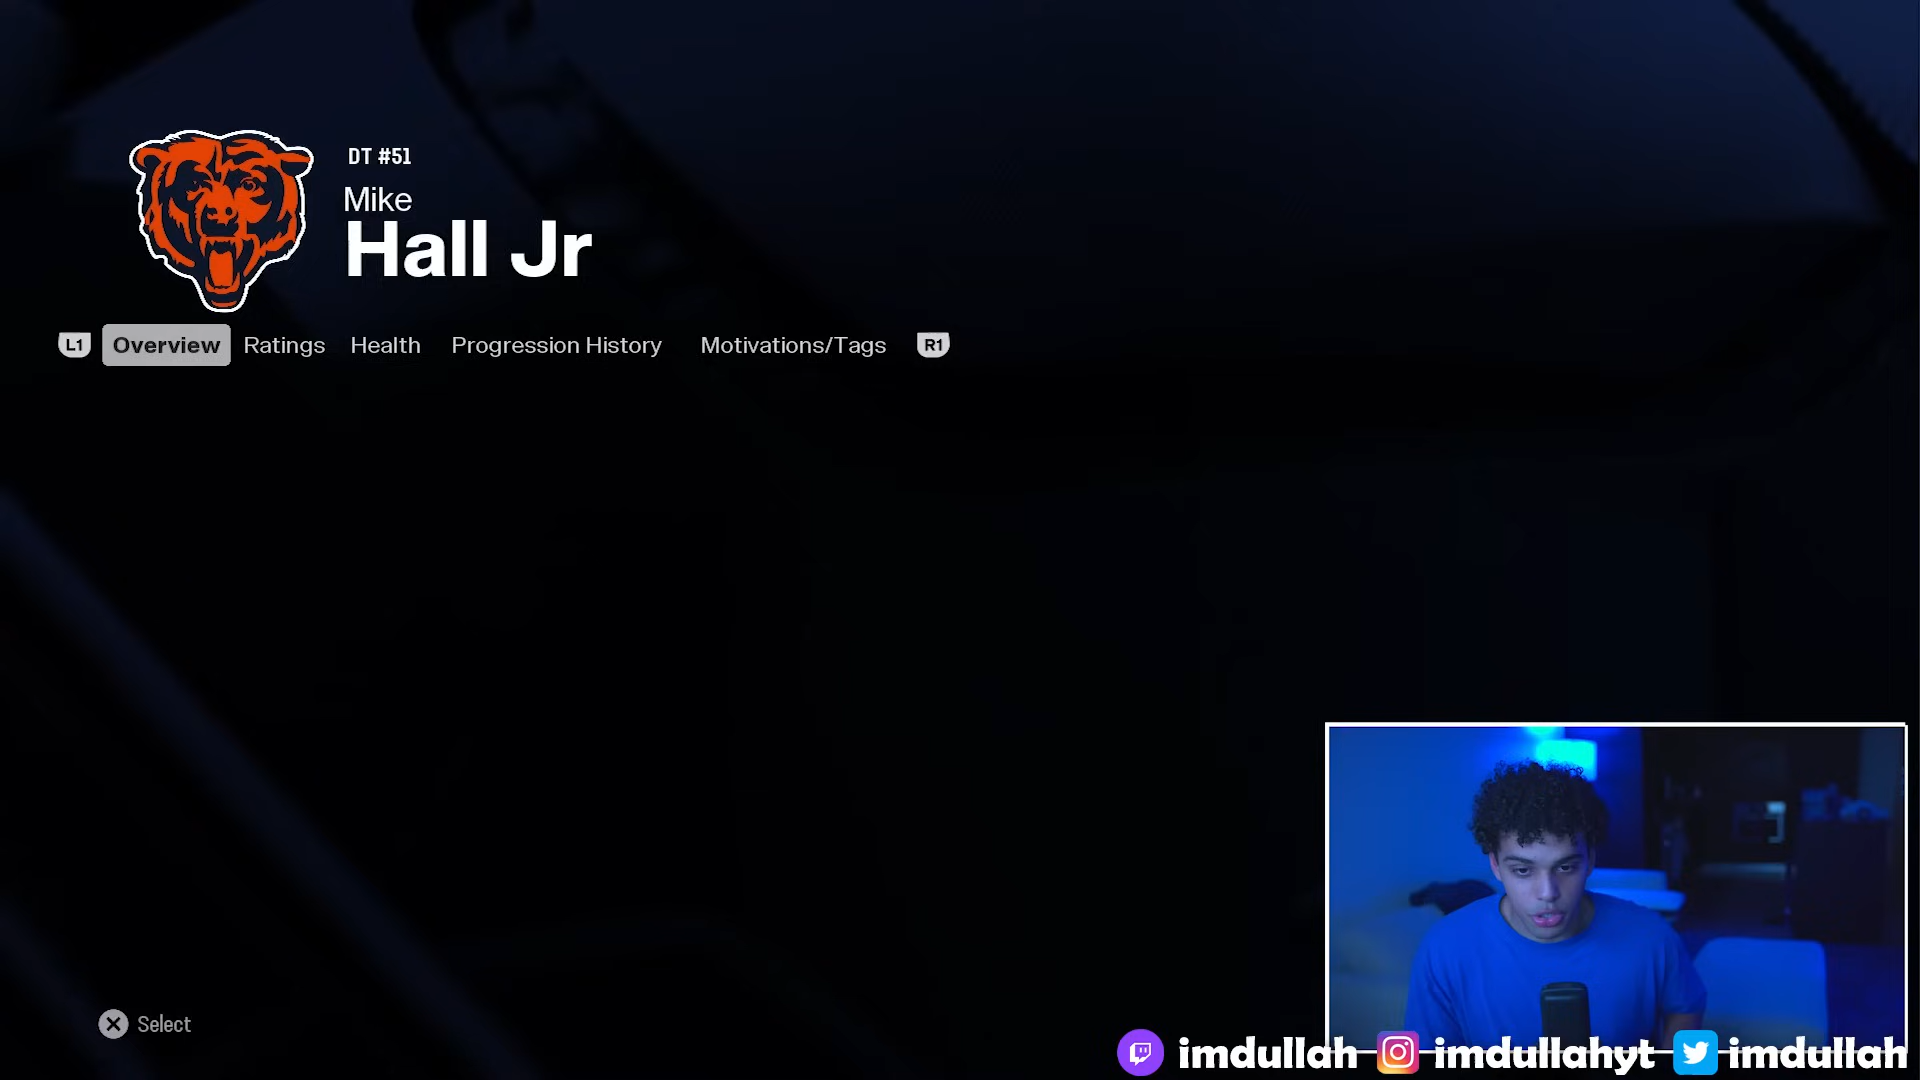 DT #51
Mike
Hall Jr
L1 Overview Ratings Health Progression History Motivations/Tags R1
Select
imdullah imdullahyt imdullah